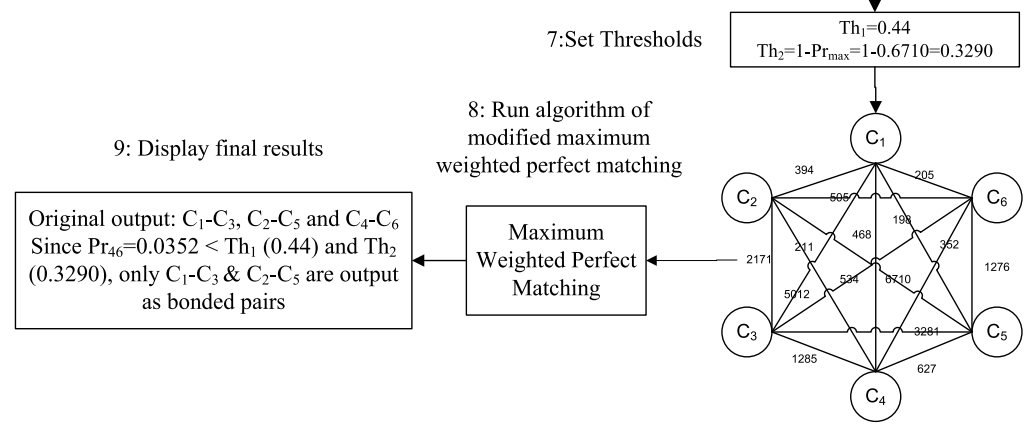 7:Set Thresholds
Th₁=0.44
Th₂=1-Prₘₐₓ=1-0.6710=0.3290
8: Run algorithm of
modified maximum
weighted perfect matching
9: Display final results
Original output: C₁-C₃, C₂-C₅ and C₄-C₆
Since Pr₄₆=0.0352 < Th₁ (0.44) and Th₂
(0.3290), only C₁-C₃ & C₂-C₅ are output
as bonded pairs
Maximum
Weighted Perfect
Matching
C₁
394
205
C₂
505
198
C₆
468
352
211
2171
1276
534
6710
5012
C₃
3281
C₅
1285
627
C₄